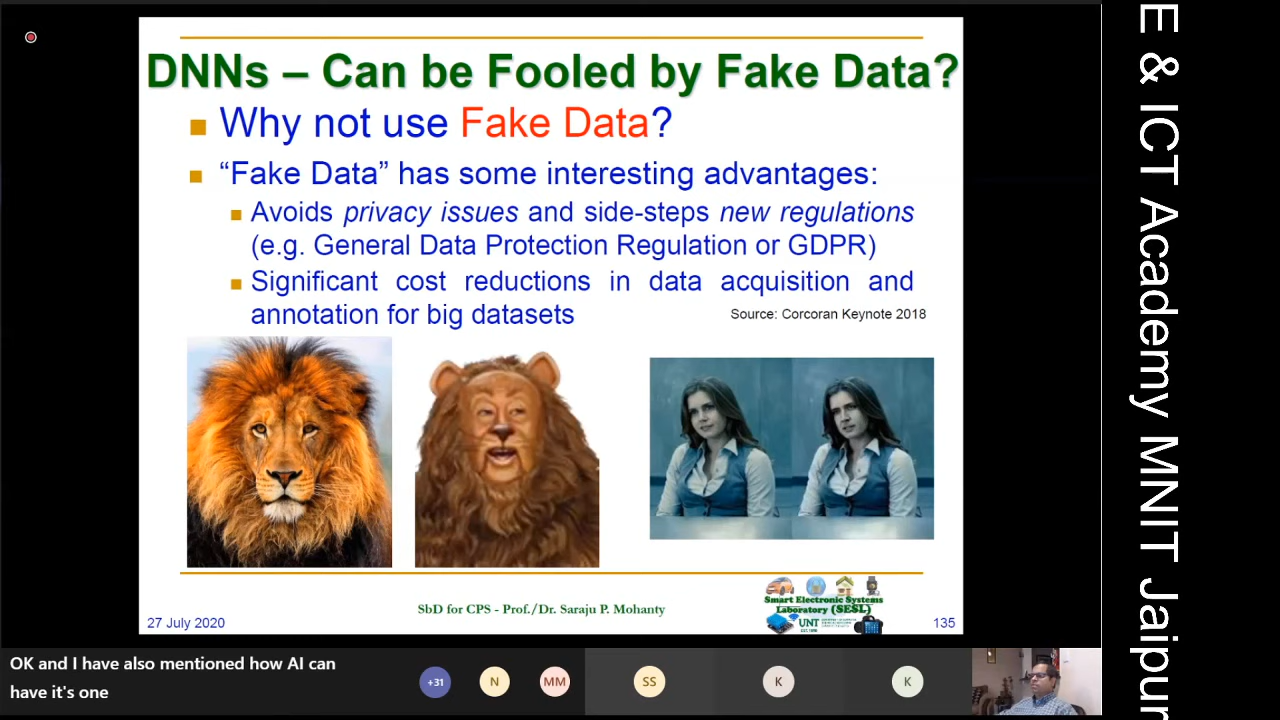 DNNs – Can be Fooled by Fake Data?
Why not use Fake Data?
“Fake Data” has some interesting advantages:
Avoids privacy issues and side-steps new regulations
(e.g. General Data Protection Regulation or GDPR)
Significant cost reductions in data acquisition and
annotation for big datasets
Source: Corcoran Keynote 2018
SbD for CPS - Prof./Dr. Saraju P. Mohanty
Smart Electronic Systems
Laboratory (SESL)
UNT
27 July 2020
135
OK and I have also mentioned how AI can
have it's one
+31
N
MM
SS
K
K
E & ICT Academy MNIT Jaipur